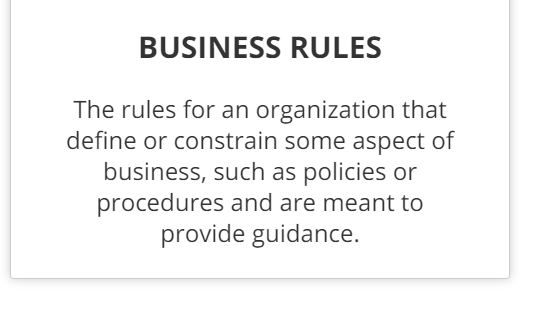 BUSINESS RULES
The rules for an organization that
define or constrain some aspect of
business, such as policies or
procedures and are meant to
provide guidance.